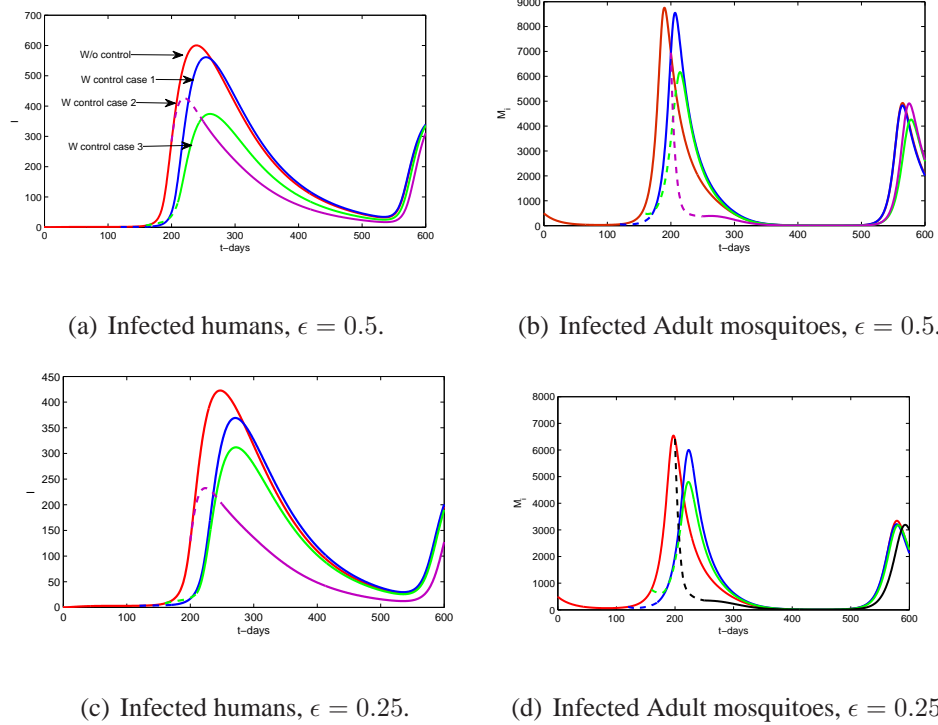 700
600
500
400
300
200
100
0
I
W/o control
W control case 1
W control case 2
W control case 3
0 100 200 300 400 500 600
t−days
9000
8000
7000
6000
5000
4000
3000
2000
1000
0
M_i
0 100 200 300 400 500 600
t−days
(a) Infected humans, ϵ = 0.5.
(b) Infected Adult mosquitoes, ϵ = 0.5.
450
400
350
300
250
200
150
100
50
0
I
0 100 200 300 400 500 600
t−days
8000
7000
6000
5000
4000
3000
2000
1000
0
M_i
0 100 200 300 400 500 600
t−days
(c) Infected humans, ϵ = 0.25.
(d) Infected Adult mosquitoes, ϵ = 0.25